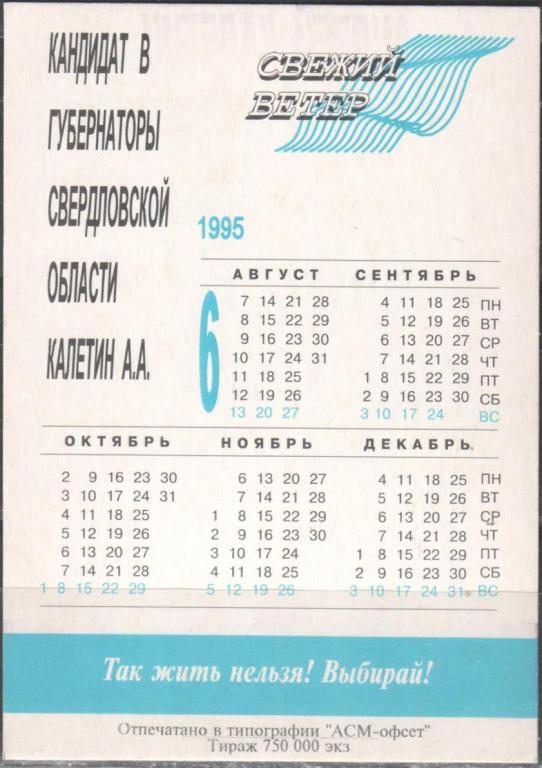 КАНДИДАТ В
ГУБЕРНАТОРЫ
СВЕРДЛОВСКОЙ
ОБЛАСТИ
КАЛЕТИН А.А.
СВЕЖИЙ
ВЕТЕР
1995
АВГУСТ СЕНТЯБРЬ
7 14 21 28 4 11 18 25 ПН
8 15 22 29 5 12 19 26 ВТ
9 16 23 30 6 13 20 27 СР
10 17 24 31 7 14 21 28 ЧТ
11 18 25 1 8 15 22 29 ПТ
12 19 26 2 9 16 23 30 СБ
6 13 20 27 3 10 17 24 ВС
ОКТЯБРЬ НОЯБРЬ ДЕКАБРЬ
2 9 16 23 30 6 13 20 27 4 11 18 25 ПН
3 10 17 24 31 7 14 21 28 5 12 19 26 ВТ
4 11 18 25 1 8 15 22 29 6 13 20 27 СР
5 12 19 26 2 9 16 23 30 7 14 21 28 ЧТ
6 13 20 27 3 10 17 24 1 8 15 22 29 ПТ
7 14 21 28 4 11 18 25 2 9 16 23 30 СБ
1 8 15 22 29 5 12 19 26 3 10 17 24 31 ВС
Так жить нельзя! Выбирай!
Отпечатано в типографии "АСМ-офсет"
Тираж 750 000 экз